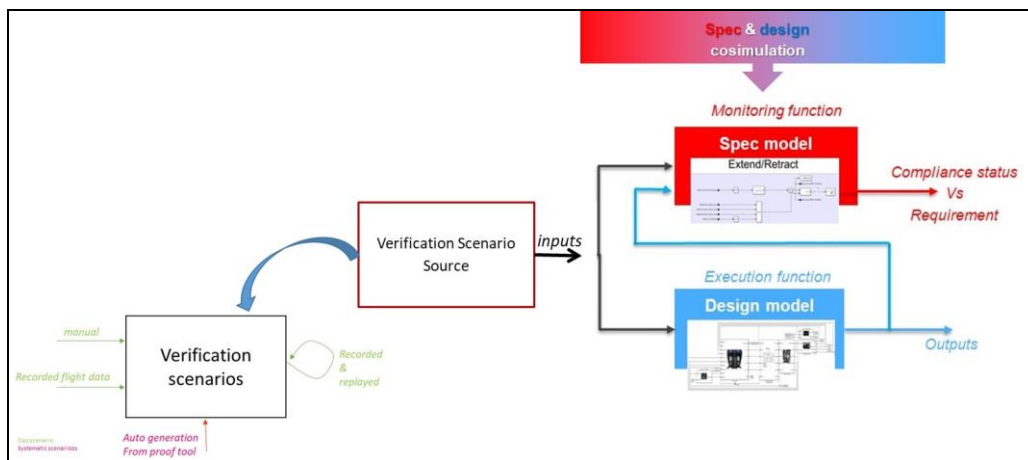 Spec & design
cosimulation
Monitoring function
Spec model
Extend/Retract
Compliance status
Vs
Requirement
Verification Scenario
Source
inputs
Execution function
Design model
Outputs
manual
Recorded flight data
Verification
scenarios
Recorded
&
replayed
Auto generation
From proof tool